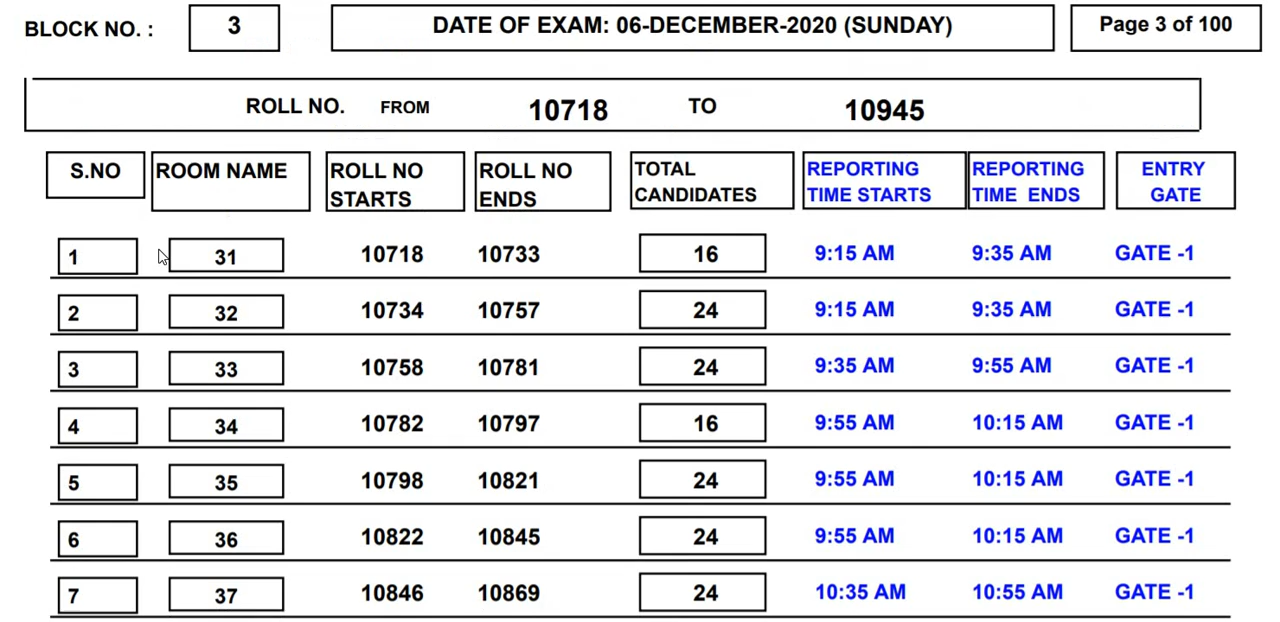 BLOCK NO. : 3 DATE OF EXAM: 06-DECEMBER-2020 (SUNDAY) Page 3 of 100
ROLL NO. FROM 10718 TO 10945
S.NO ROOM NAME ROLL NO STARTS ROLL NO ENDS TOTAL CANDIDATES REPORTING TIME STARTS REPORTING TIME ENDS ENTRY GATE
1 31 10718 10733 16 9:15 AM 9:35 AM GATE -1
2 32 10734 10757 24 9:15 AM 9:35 AM GATE -1
3 33 10758 10781 24 9:35 AM 9:55 AM GATE -1
4 34 10782 10797 16 9:55 AM 10:15 AM GATE -1
5 35 10798 10821 24 9:55 AM 10:15 AM GATE -1
6 36 10822 10845 24 9:55 AM 10:15 AM GATE -1
7 37 10846 10869 24 10:35 AM 10:55 AM GATE -1